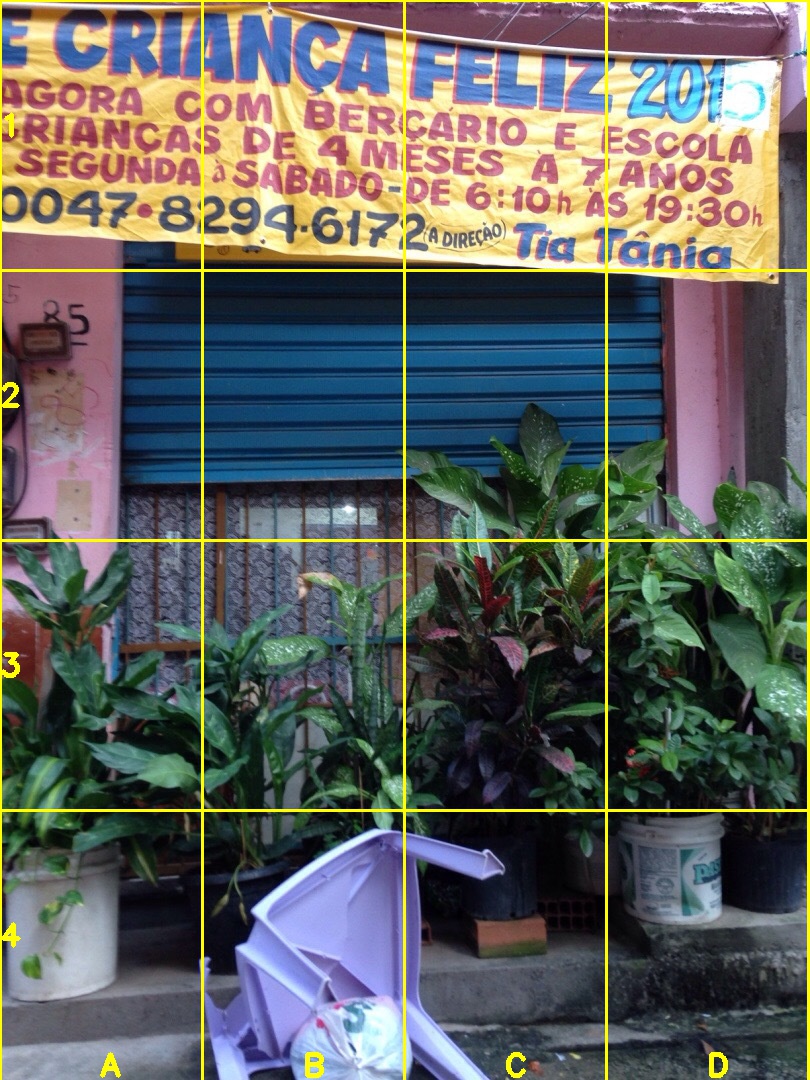 E CRIANÇA FELIZ 2015
AGORA COM BERÇÁRIO E ESCOLA
CRIANÇAS DE 4 MESES À 7 ANOS
SEGUNDA à SÁBADO-DE 6:10h ÀS 19:30h
0047•8294.6172 (A DIREÇÃO) Tia Tânia
85